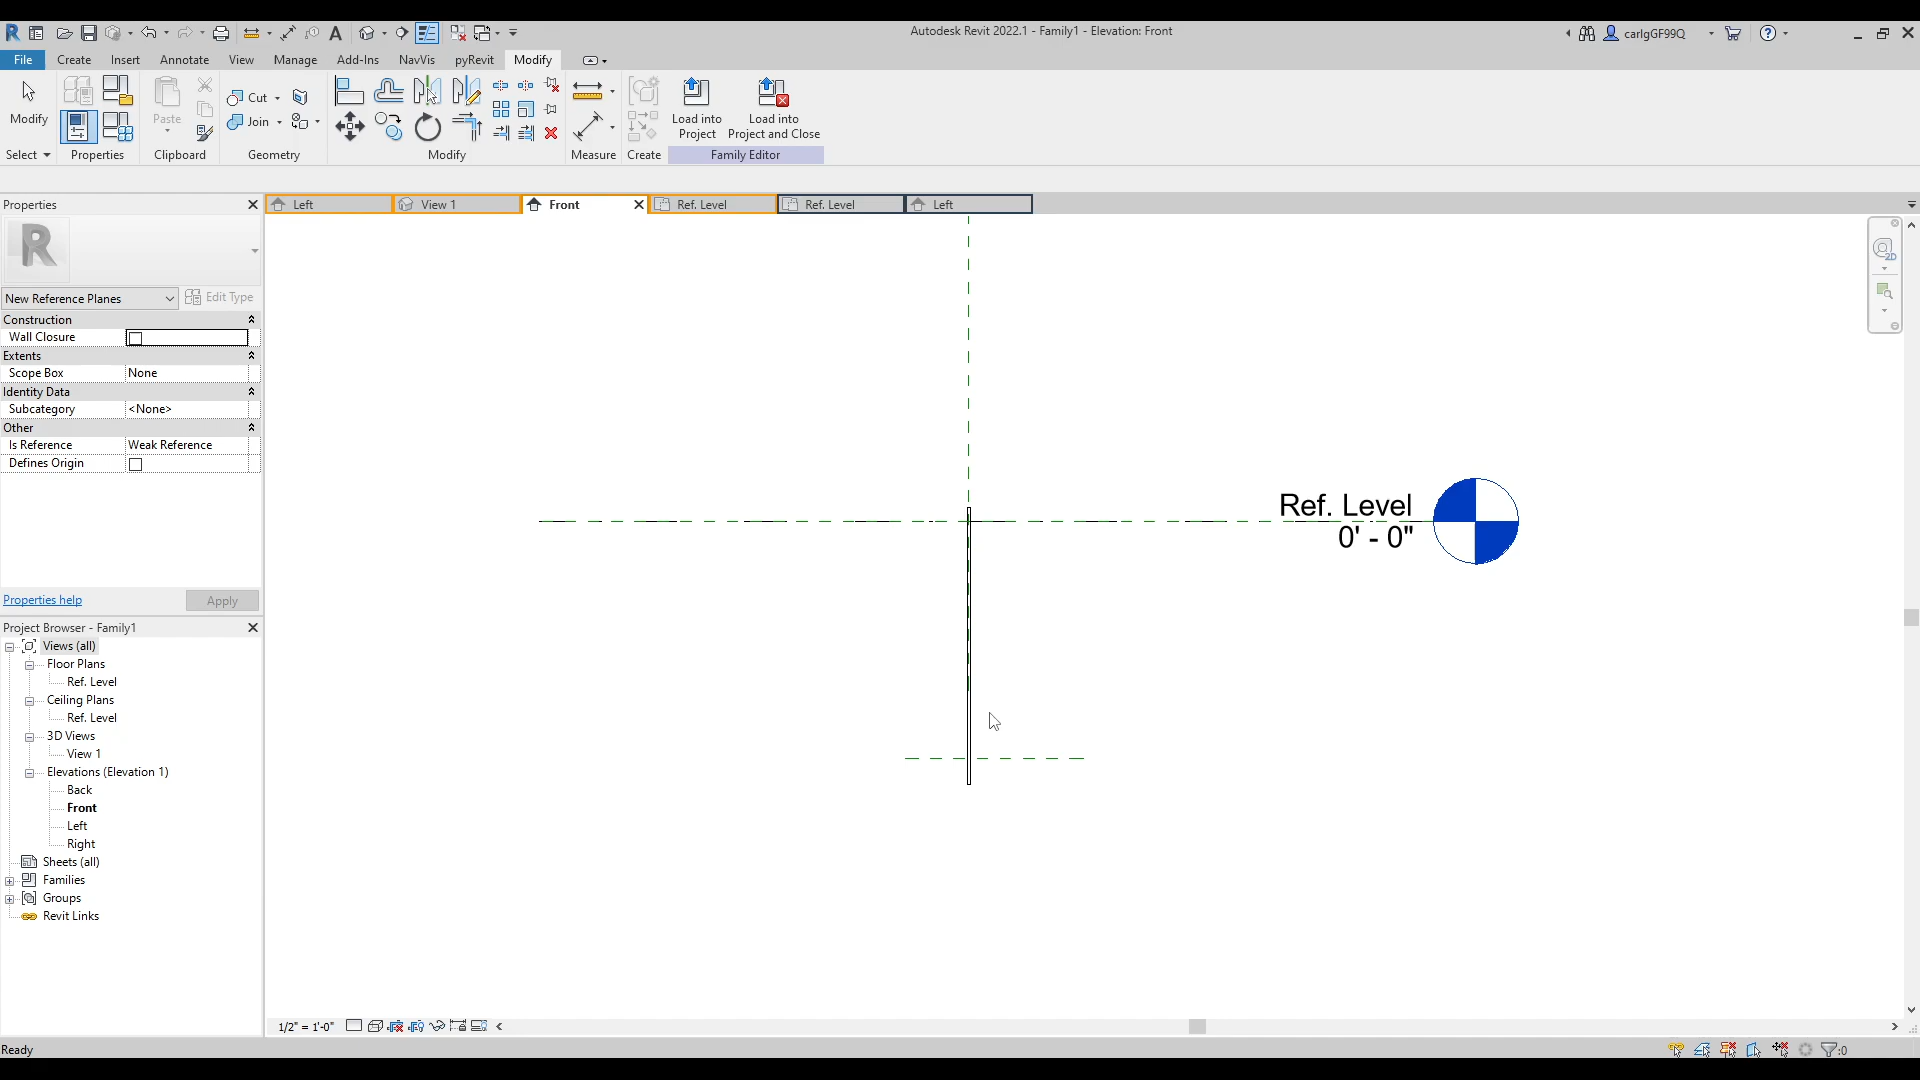 Autodesk Revit 2022.1 - Family1 - Elevation: Front
carlgGF99Q
File Create Insert Annotate View Manage Add-Ins NavVis pyRevit Modify
Modify
Paste
Cut
Join
Load into Project
Load into Project and Close
Select Properties Clipboard Geometry Modify Measure Create Family Editor
Properties
Left View 1 Front Ref. Level Ref. Level Left
New Reference Planes Edit Type
Construction
Wall Closure
Extents
Scope Box None
Identity Data
Subcategory <None>
Other
Is Reference Weak Reference
Defines Origin
Properties help Apply
Project Browser - Family1
Views (all)
Floor Plans
Ref. Level
Ceiling Plans
Ref. Level
3D Views
View 1
Elevations (Elevation 1)
Back
Front
Left
Right
Sheets (all)
Families
Groups
Revit Links
Ref. Level
0' - 0"
2D
1/2" = 1'-0"
Ready
:0